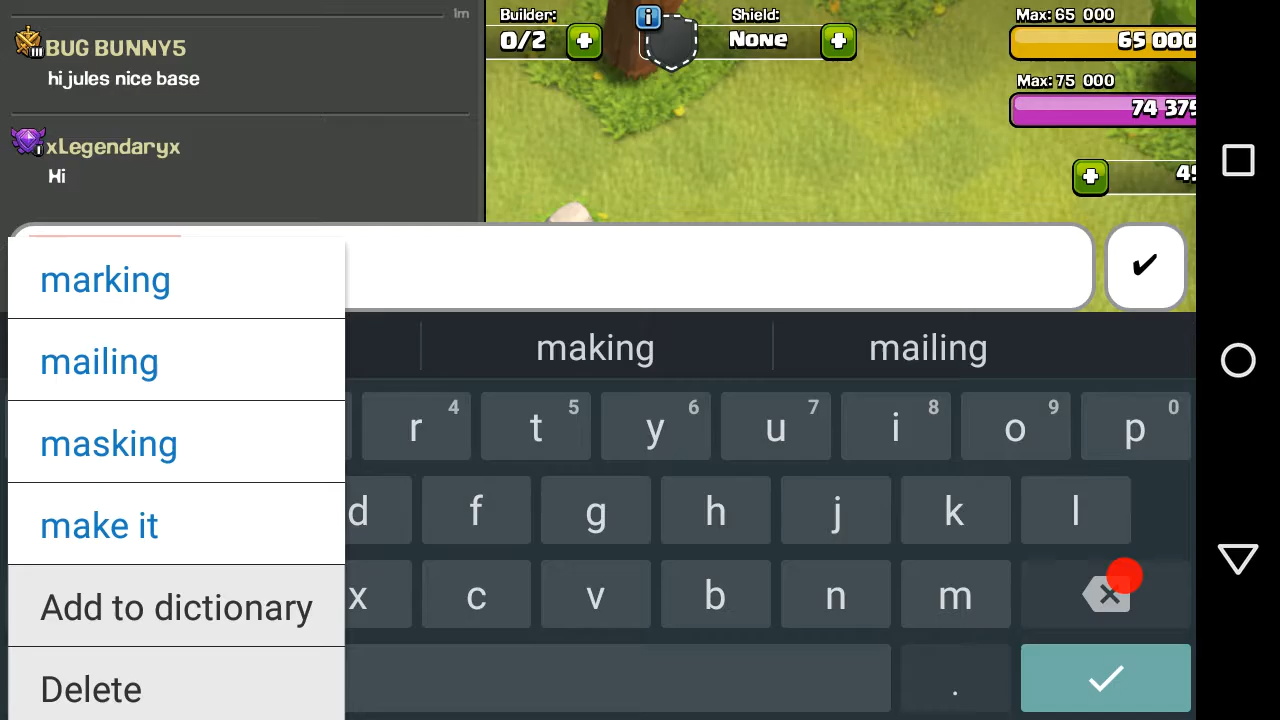 1m
BUG BUNNY5
hi,jules nice base
xLegendaryx
Hi
Builder:
0/2
Shield:
None
Max: 65 000
65 000
Max: 75 000
74 375
45
marking
mailing
masking
make it
Add to dictionary
Delete
making mailing
r 4 t 5 y 6 u 7 i 8 o 9 p 0
d f g h j k l
x c v b n m
.